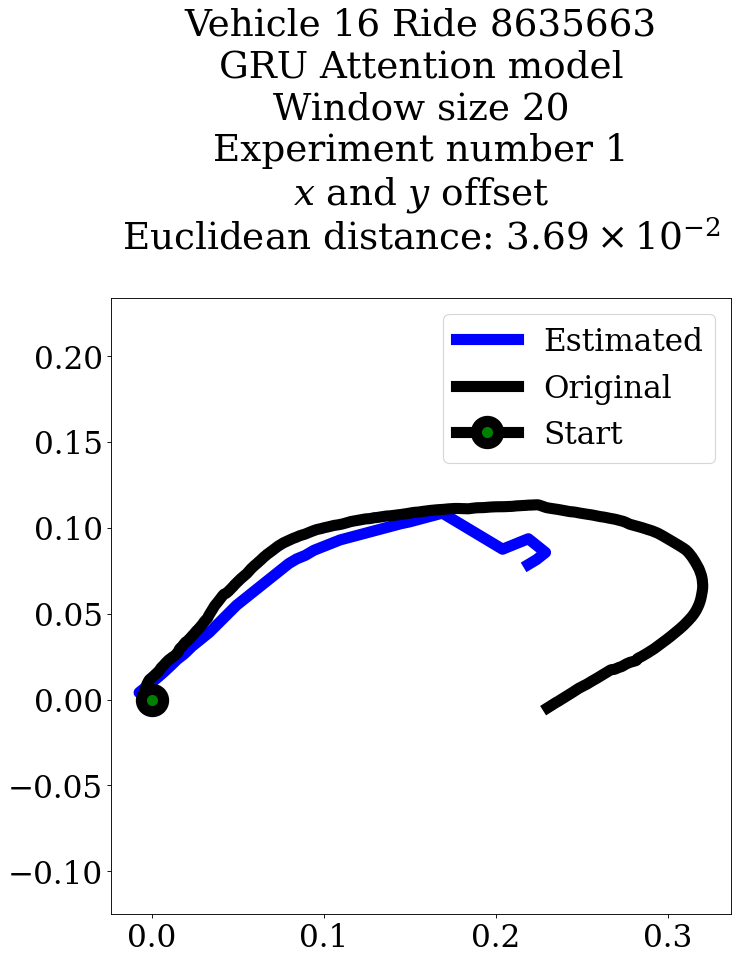 Vehicle 16 Ride 8635663
GRU Attention model
Window size 20
Experiment number 1
x and y offset
Euclidean distance: 3.69 × 10⁻²
Estimated
Original
Start
0.20
0.15
0.10
0.05
0.00
−0.05
−0.10
0.0 0.1 0.2 0.3